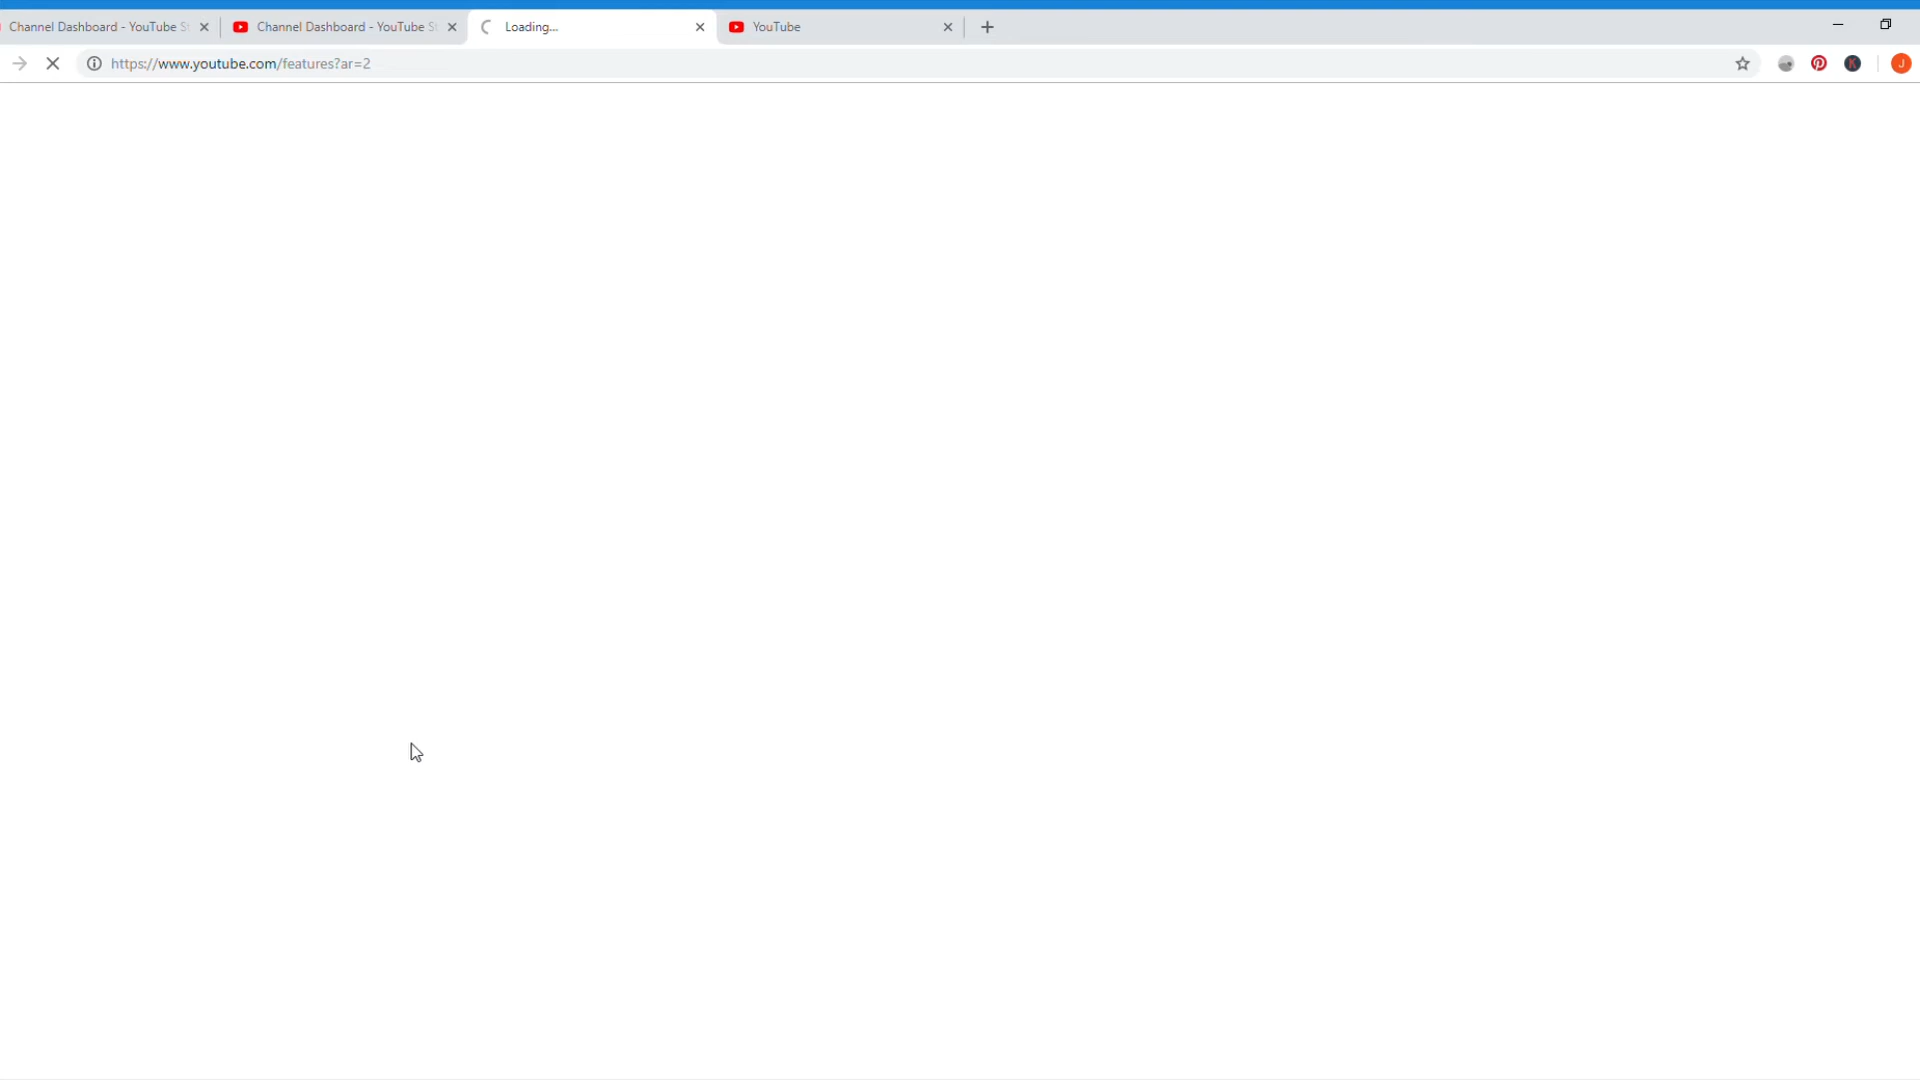 Channel Dashboard - YouTube S
Channel Dashboard - YouTube S
Loading...
YouTube
https://www.youtube.com/features?ar=2
J